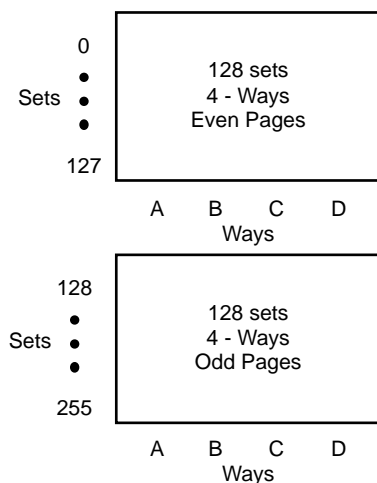 0
128 sets
4 - Ways
Sets
Even Pages
127
A B C D
Ways
128
128 sets
4 - Ways
Sets
Odd Pages
255
A B C D
Ways